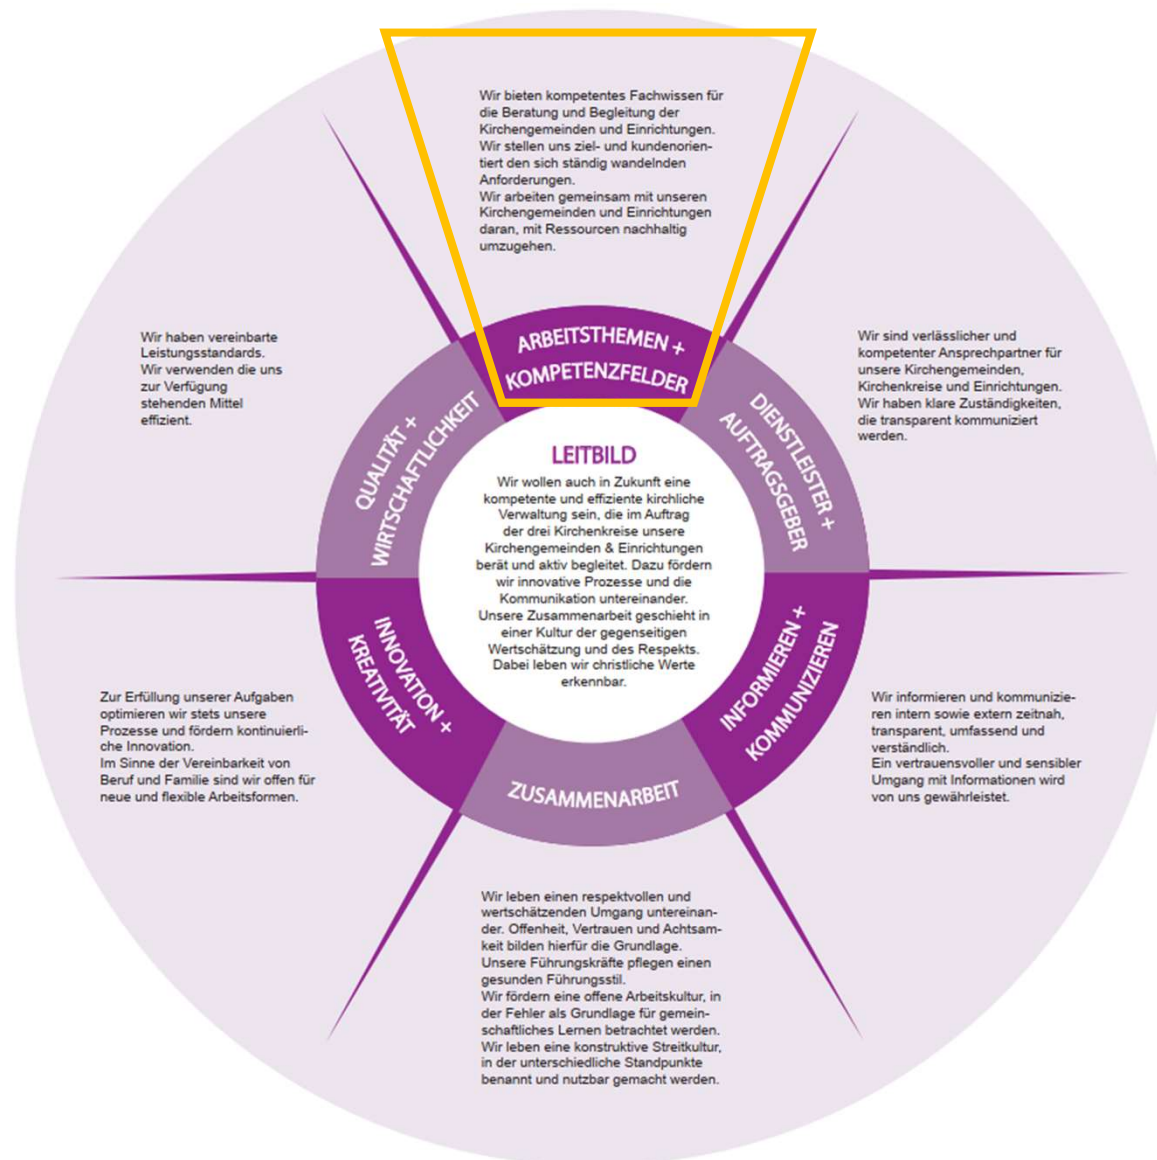 Wir bieten kompetentes Fachwissen für
die Beratung und Begleitung der
Kirchengemeinden und Einrichtungen.
Wir stellen uns ziel- und kundenorien-
tiert den sich ständig wandelnden
Anforderungen.
Wir arbeiten gemeinsam mit unseren
Kirchengemeinden und Einrichtungen
daran, mit Ressourcen nachhaltig
umzugehen.
ARBEITSTHEMEN +
KOMPETENZFELDER
Wir sind verlässlicher und
kompetenter Ansprechpartner für
unsere Kirchengemeinden,
Kirchenkreise und Einrichtungen.
Wir haben klare Zuständigkeiten,
die transparent kommuniziert
werden.
DIENSTLEISTER +
AUFTRAGSGEBER
Wir informieren und kommunizie-
ren intern sowie extern zeitnah,
transparent, umfassend und
verständlich.
Ein vertrauensvoller und sensibler
Umgang mit Informationen wird
von uns gewährleistet.
INFORMIEREN +
KOMMUNIZIEREN
ZUSAMMENARBEIT
Wir leben einen respektvollen und
wertschätzenden Umgang untereinan-
der. Offenheit, Vertrauen und Achtsam-
keit bilden hierfür die Grundlage.
Unsere Führungskräfte pflegen einen
gesunden Führungsstil.
Wir fördern eine offene Arbeitskultur, in
der Fehler als Grundlage für gemein-
schaftliches Lernen betrachtet werden.
Wir leben eine konstruktive Streitkultur,
in der unterschiedliche Standpunkte
benannt und nutzbar gemacht werden.
INNOVATION +
KREATIVITÄT
Zur Erfüllung unserer Aufgaben
optimieren wir stets unsere
Prozesse und fördern kontinuierli-
che Innovation.
Im Sinne der Vereinbarkeit von
Beruf und Familie sind wir offen für
neue und flexible Arbeitsformen.
QUALITÄT +
WIRTSCHAFTLICHKEIT
Wir haben vereinbarte
Leistungsstandards.
Wir verwenden die uns
zur Verfügung
stehenden Mittel
effizient.
LEITBILD
Wir wollen auch in Zukunft eine
kompetente und effiziente kirchliche
Verwaltung sein, die im Auftrag
der drei Kirchenkreise unsere
Kirchengemeinden & Einrichtungen
berät und aktiv begleitet. Dazu fördern
wir innovative Prozesse und die
Kommunikation untereinander.
Unsere Zusammenarbeit geschieht in
einer Kultur der gegenseitigen
Wertschätzung und des Respekts.
Dabei leben wir christliche Werte
erkennbar.